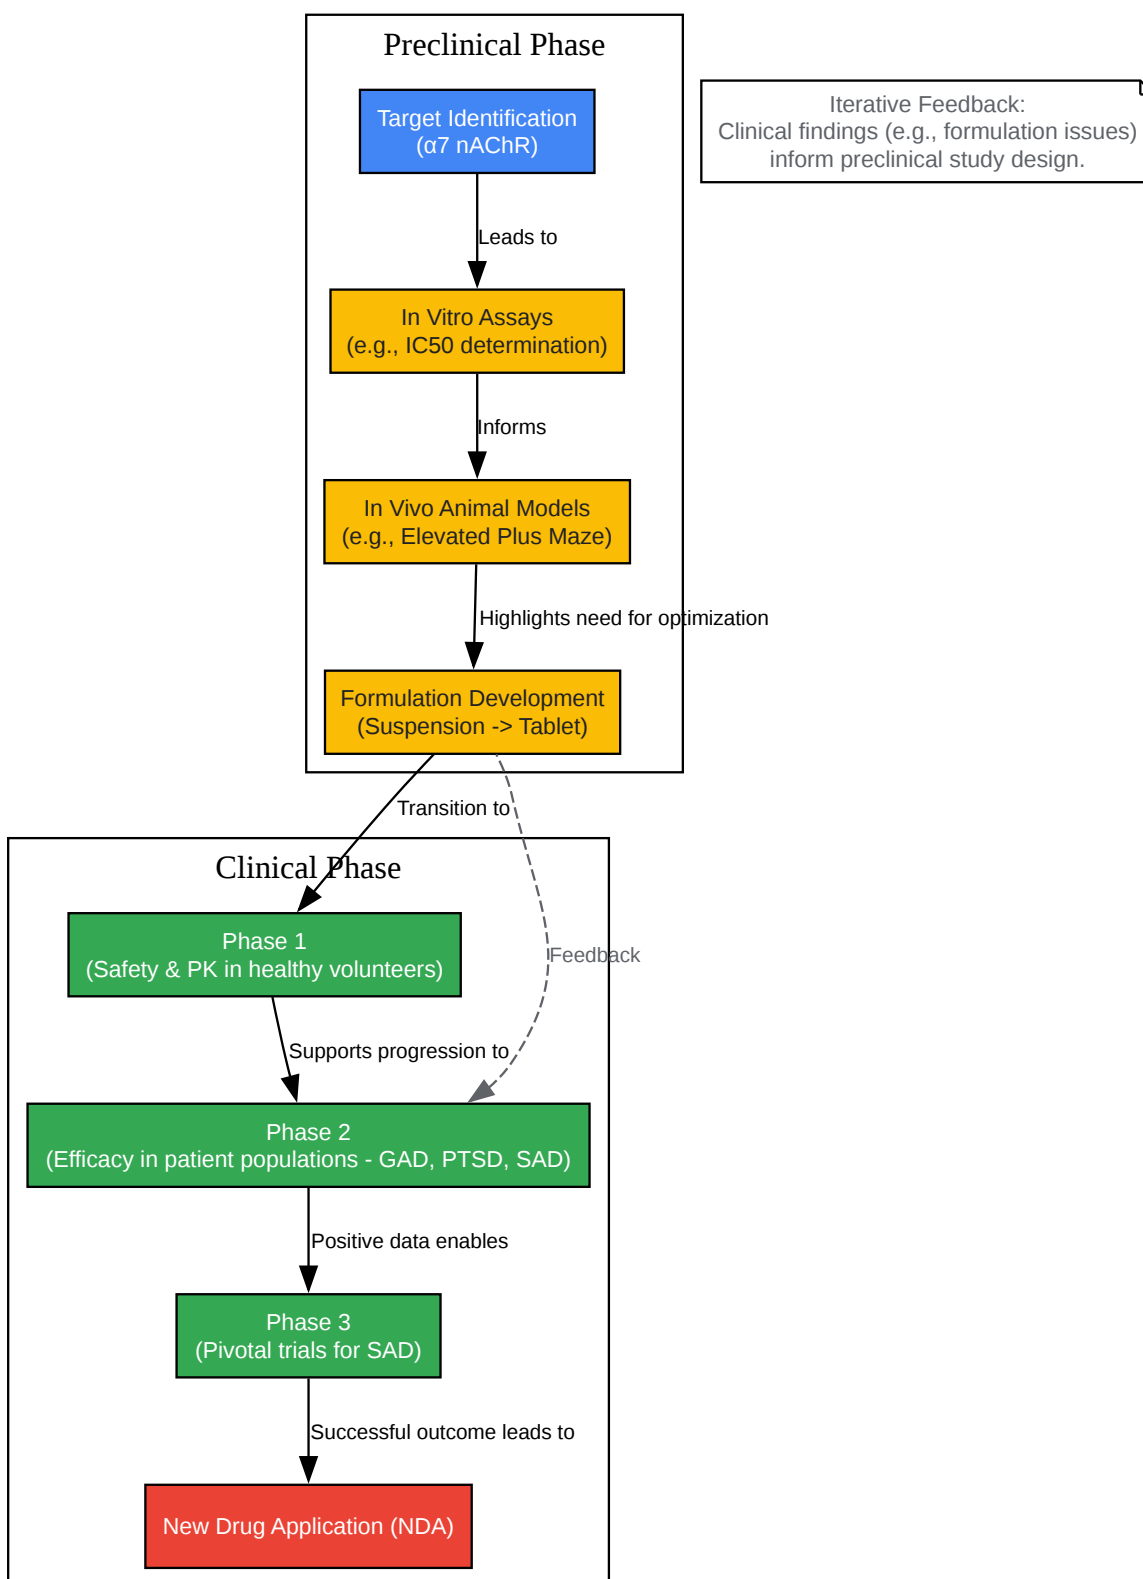 Preclinical Phase
Target Identification
(α7 nAChR)
Iterative Feedback:
Clinical findings (e.g., formulation issues)
inform preclinical study design.
Leads to
In Vitro Assays
(e.g., IC50 determination)
Informs
In Vivo Animal Models
(e.g., Elevated Plus Maze)
Highlights need for optimization
Formulation Development
(Suspension -> Tablet)
Transition to
Clinical Phase
Phase 1
(Safety & PK in healthy volunteers)
Feedback
Supports progression to
Phase 2
(Efficacy in patient populations - GAD, PTSD, SAD)
Positive data enables
Phase 3
(Pivotal trials for SAD)
Successful outcome leads to
New Drug Application (NDA)